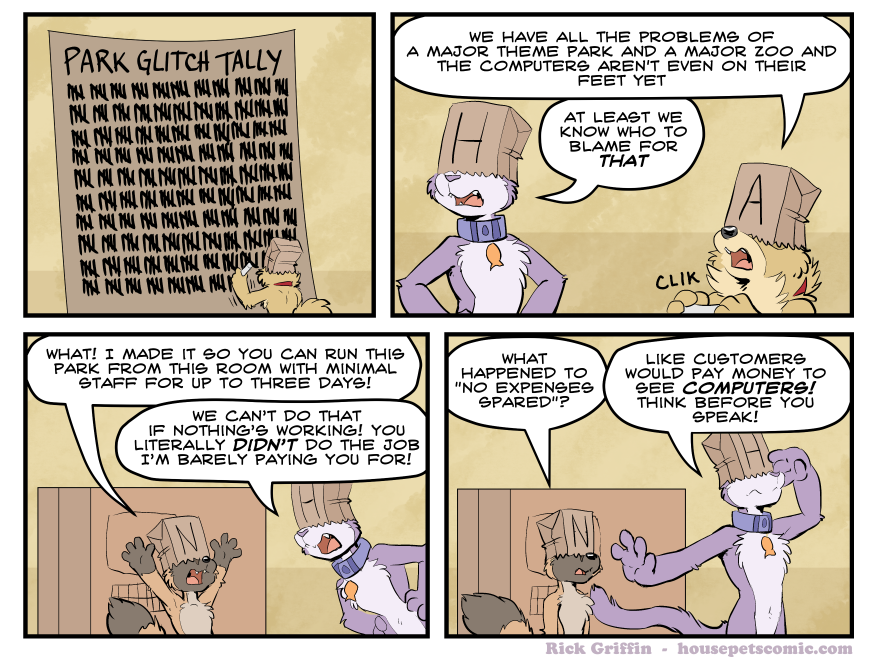 PARK GLITCH TALLY
WE HAVE ALL THE PROBLEMS OF
A MAJOR THEME PARK AND A MAJOR ZOO AND
THE COMPUTERS AREN'T EVEN ON THEIR
FEET YET
AT LEAST WE
KNOW WHO TO
BLAME FOR
THAT
H
A
CLIK
WHAT! I MADE IT SO YOU CAN RUN THIS
PARK FROM THIS ROOM WITH MINIMAL
STAFF FOR UP TO THREE DAYS!
WE CAN'T DO THAT
IF NOTHING'S WORKING! YOU
LITERALLY DIDN'T DO THE JOB
I'M BARELY PAYING YOU FOR!
N
H
WHAT
HAPPENED TO
"NO EXPENSES
SPARED"?
LIKE CUSTOMERS
WOULD PAY MONEY TO
SEE COMPUTERS!
THINK BEFORE YOU
SPEAK!
N
H
Rick Griffin - housepetscomic.com